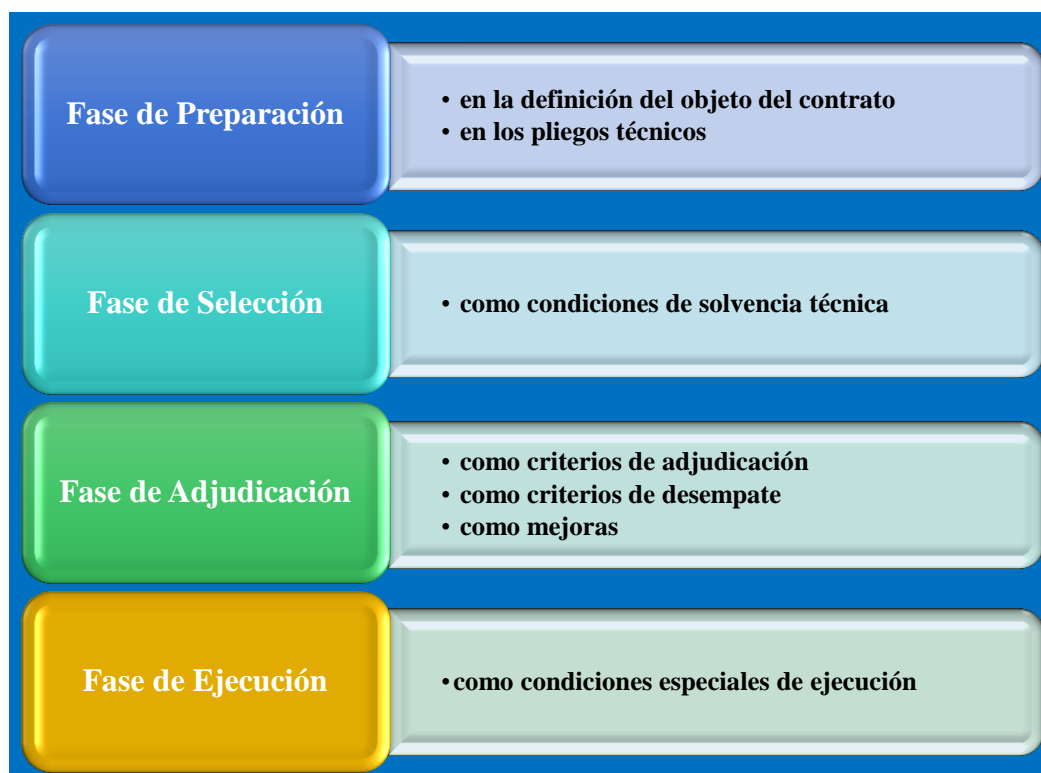 Fase de Preparación
• en la definición del objeto del contrato
• en los pliegos técnicos
Fase de Selección
• como condiciones de solvencia técnica
Fase de Adjudicación
• como criterios de adjudicación
• como criterios de desempate
• como mejoras
Fase de Ejecución
•como condiciones especiales de ejecución